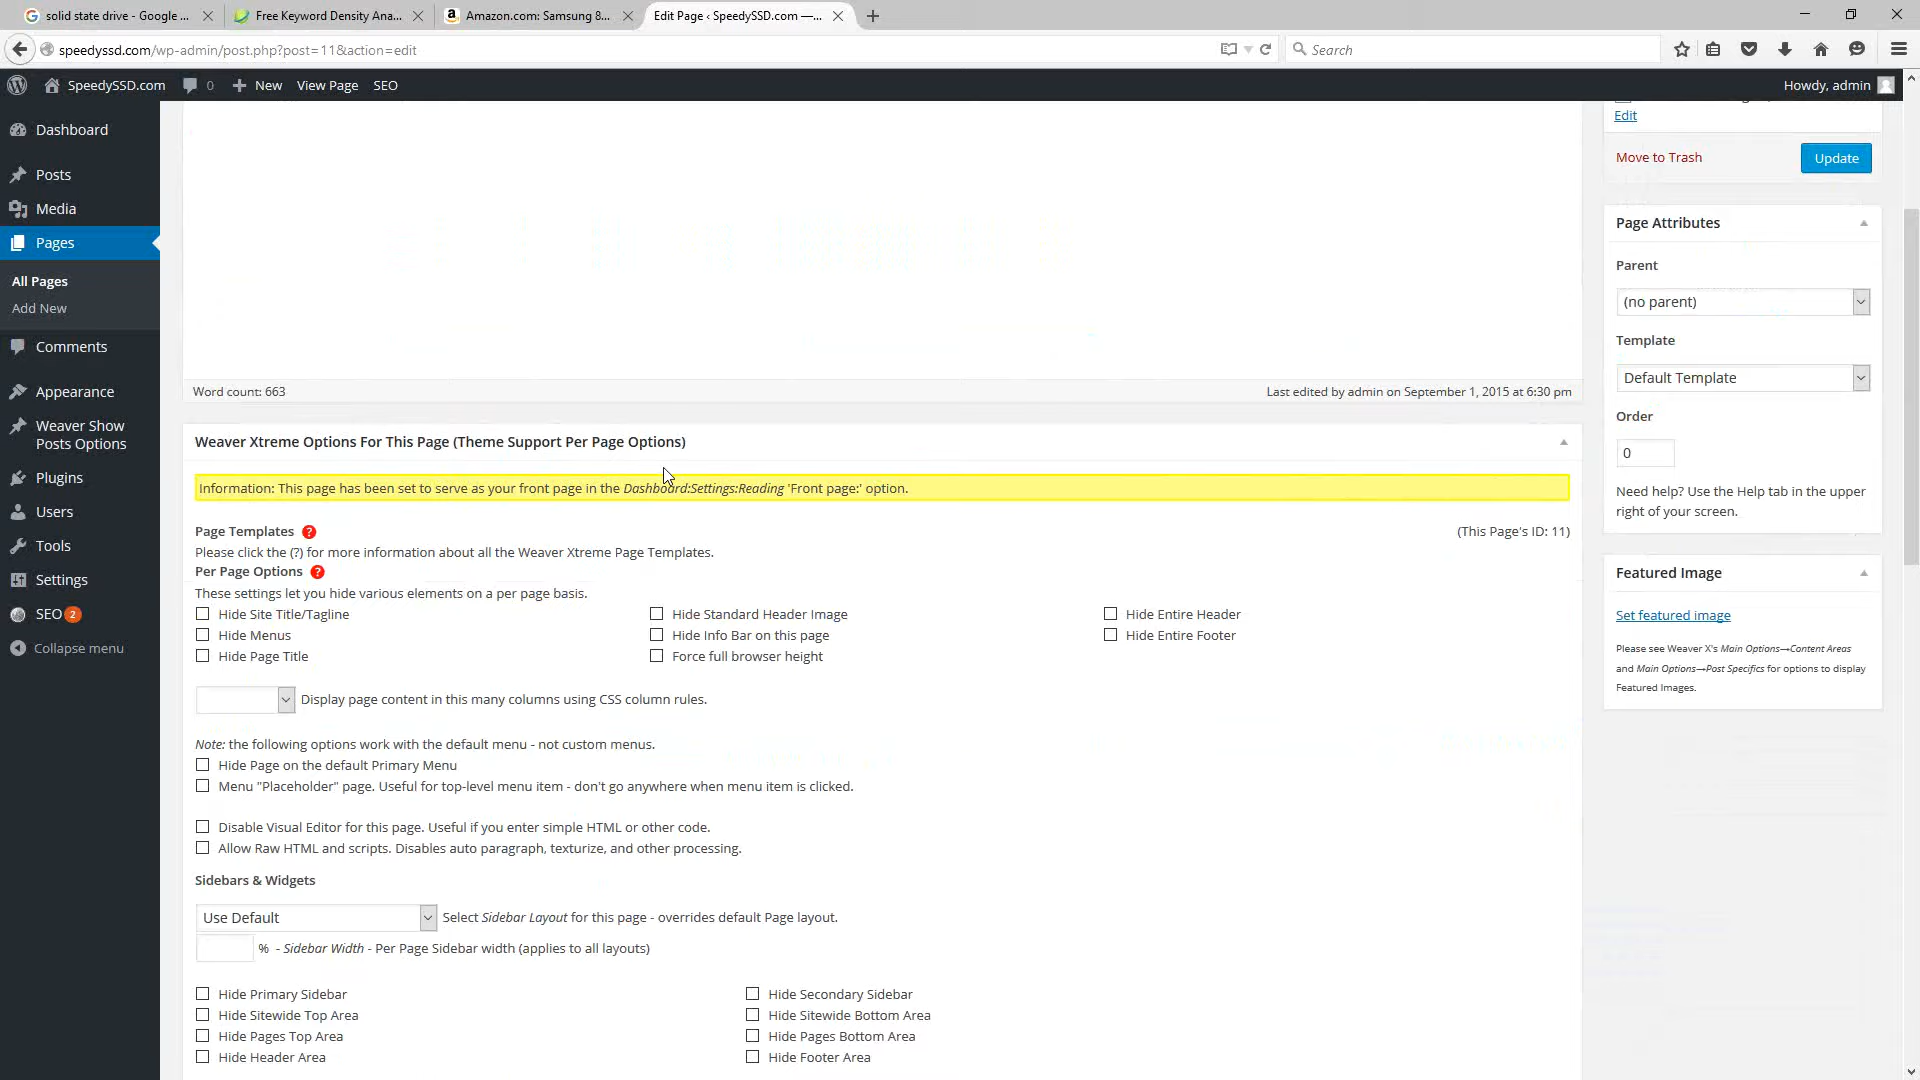 solid state drive - Google ...
Free Keyword Density Ana...
Amazon.com: Samsung 8...
Edit Page ‹ SpeedySSD.com —...
speedyssd.com/wp-admin/post.php?post=11&action=edit
Search
SpeedySSD.com
0
New
View Page
SEO
Howdy, admin
Dashboard
Posts
Media
Pages
All Pages
Add New
Comments
Appearance
Weaver Show
Posts Options
Plugins
Users
Tools
Settings
SEO 2
Collapse menu
Word count: 663
Last edited by admin on September 1, 2015 at 6:30 pm
Weaver Xtreme Options For This Page (Theme Support Per Page Options)
Information: This page has been set to serve as your front page in the Dashboard:Settings:Reading 'Front page:' option.
Page Templates ?
(This Page's ID: 11)
Please click the (?) for more information about all the Weaver Xtreme Page Templates.
Per Page Options ?
These settings let you hide various elements on a per page basis.
Hide Site Title/Tagline
Hide Standard Header Image
Hide Entire Header
Hide Menus
Hide Info Bar on this page
Hide Entire Footer
Hide Page Title
Force full browser height
Display page content in this many columns using CSS column rules.
Note: the following options work with the default menu - not custom menus.
Hide Page on the default Primary Menu
Menu "Placeholder" page. Useful for top-level menu item - don't go anywhere when menu item is clicked.
Disable Visual Editor for this page. Useful if you enter simple HTML or other code.
Allow Raw HTML and scripts. Disables auto paragraph, texturize, and other processing.
Sidebars & Widgets
Use Default
Select Sidebar Layout for this page - overrides default Page layout.
% - Sidebar Width - Per Page Sidebar width (applies to all layouts)
Hide Primary Sidebar
Hide Secondary Sidebar
Hide Sitewide Top Area
Hide Sitewide Bottom Area
Hide Pages Top Area
Hide Pages Bottom Area
Hide Header Area
Hide Footer Area
Edit
Move to Trash
Update
Page Attributes
Parent
(no parent)
Template
Default Template
Order
0
Need help? Use the Help tab in the upper
right of your screen.
Featured Image
Set featured image
Please see Weaver X's Main Options→Content Areas
and Main Options→Post Specifics for options to display
Featured Images.